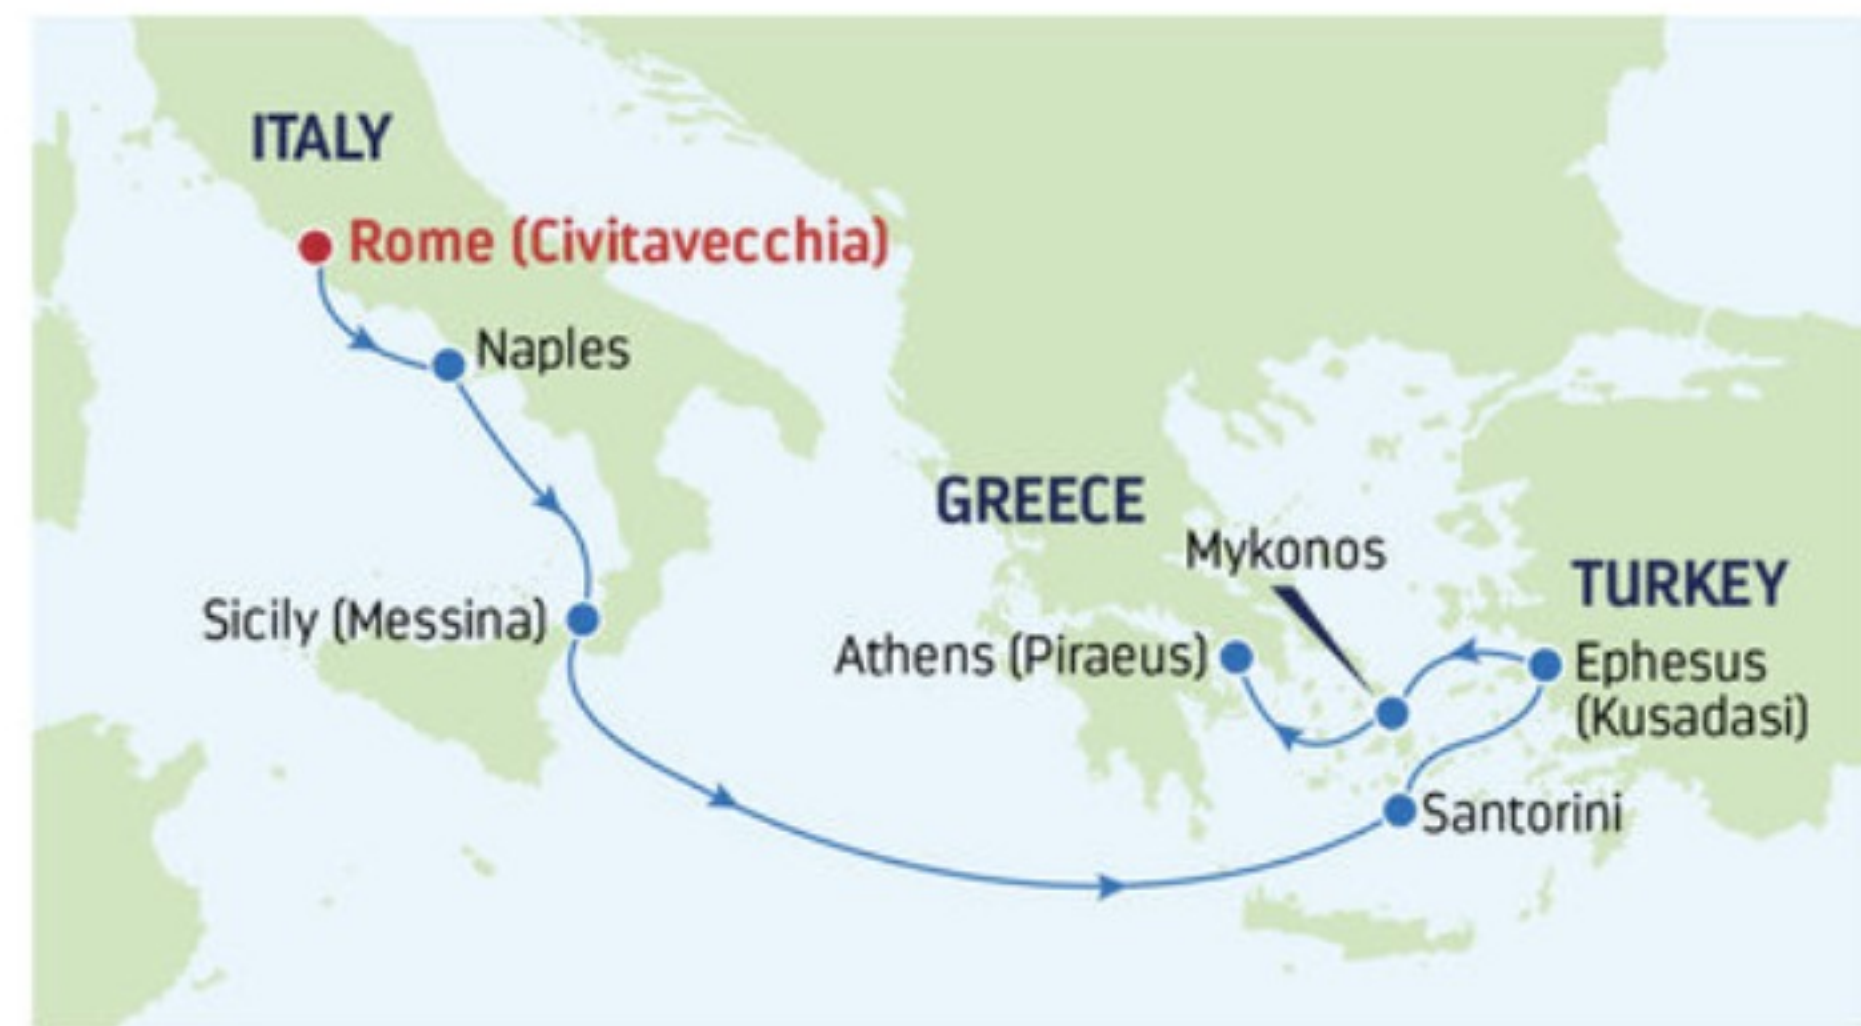 ITALY
Rome (Civitavecchia)
Naples
GREECE
Mykonos
TURKEY
Sicily (Messina)
Athens (Piraeus)
Ephesus
(Kusadasi)
Santorini